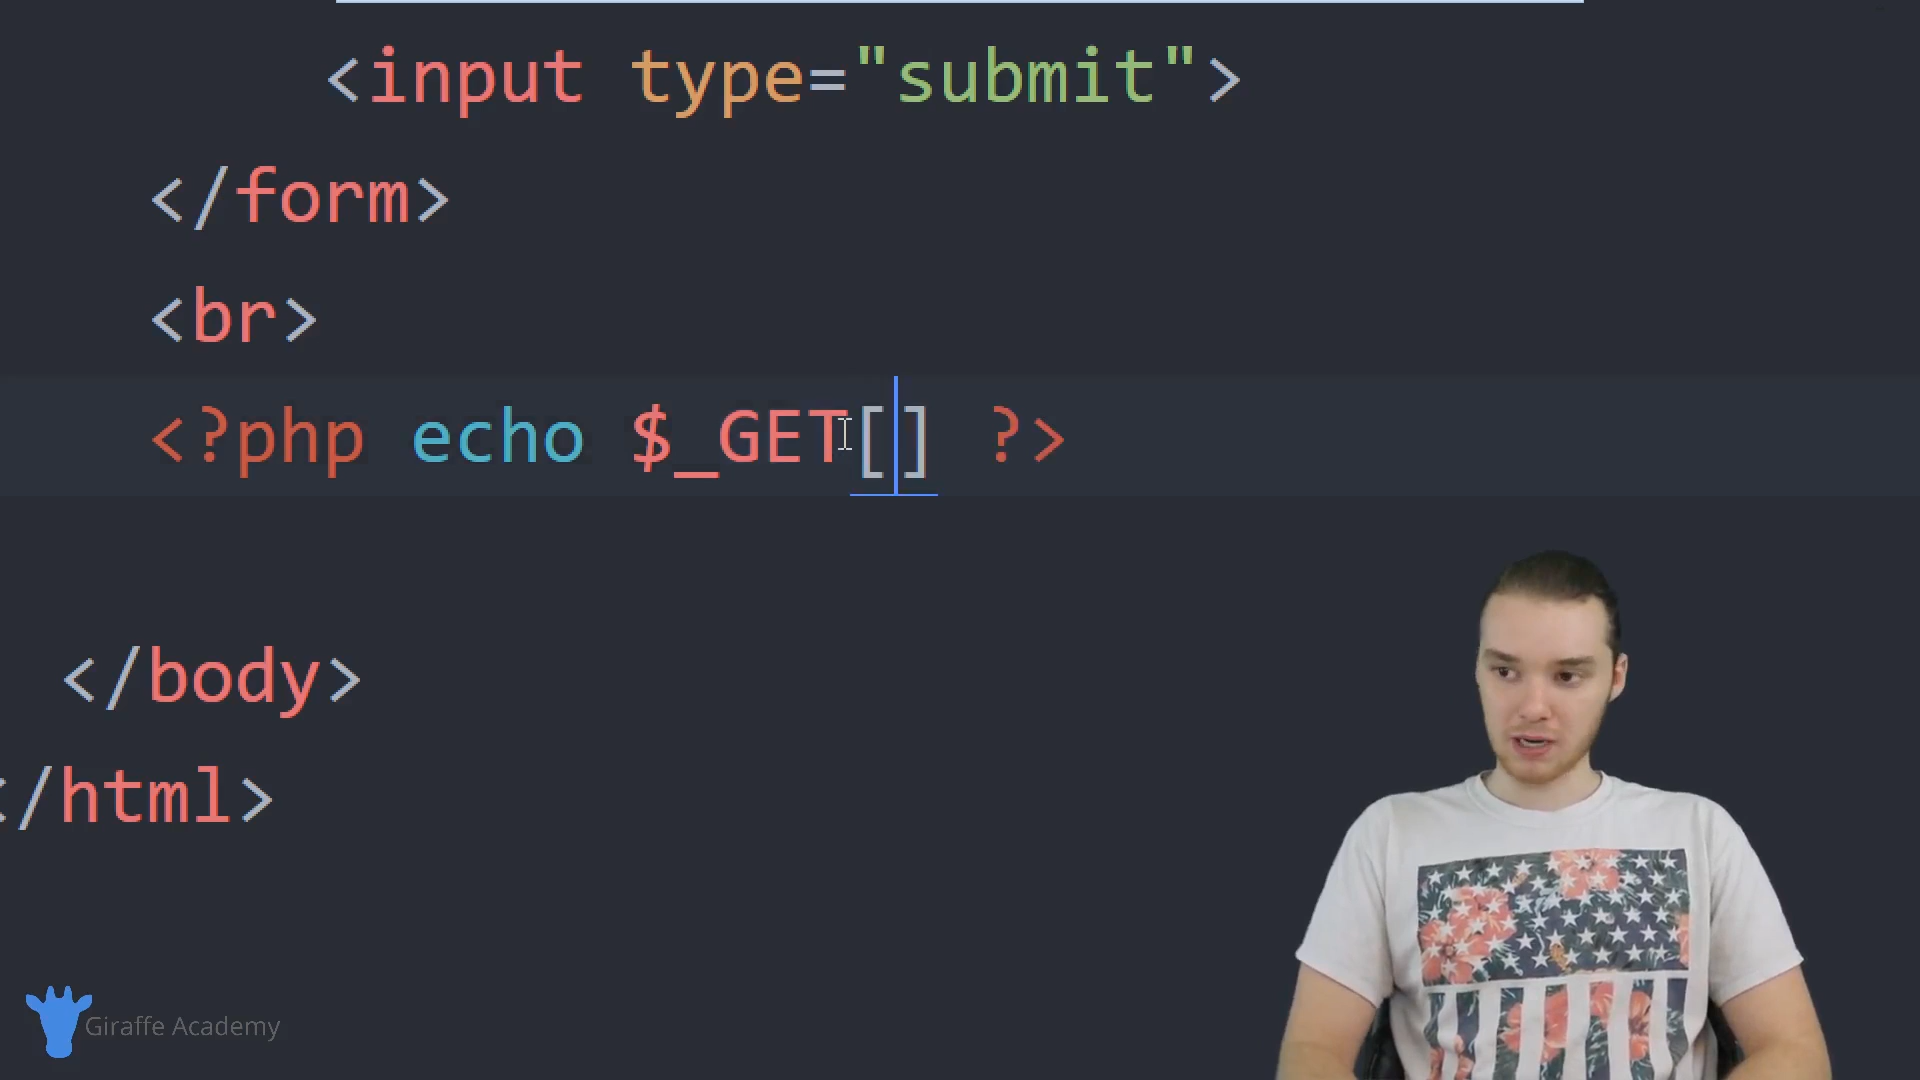 <input type="submit">
</form>
<br>
<?php echo $_GET[] ?>
</body>
</html>
Giraffe Academy